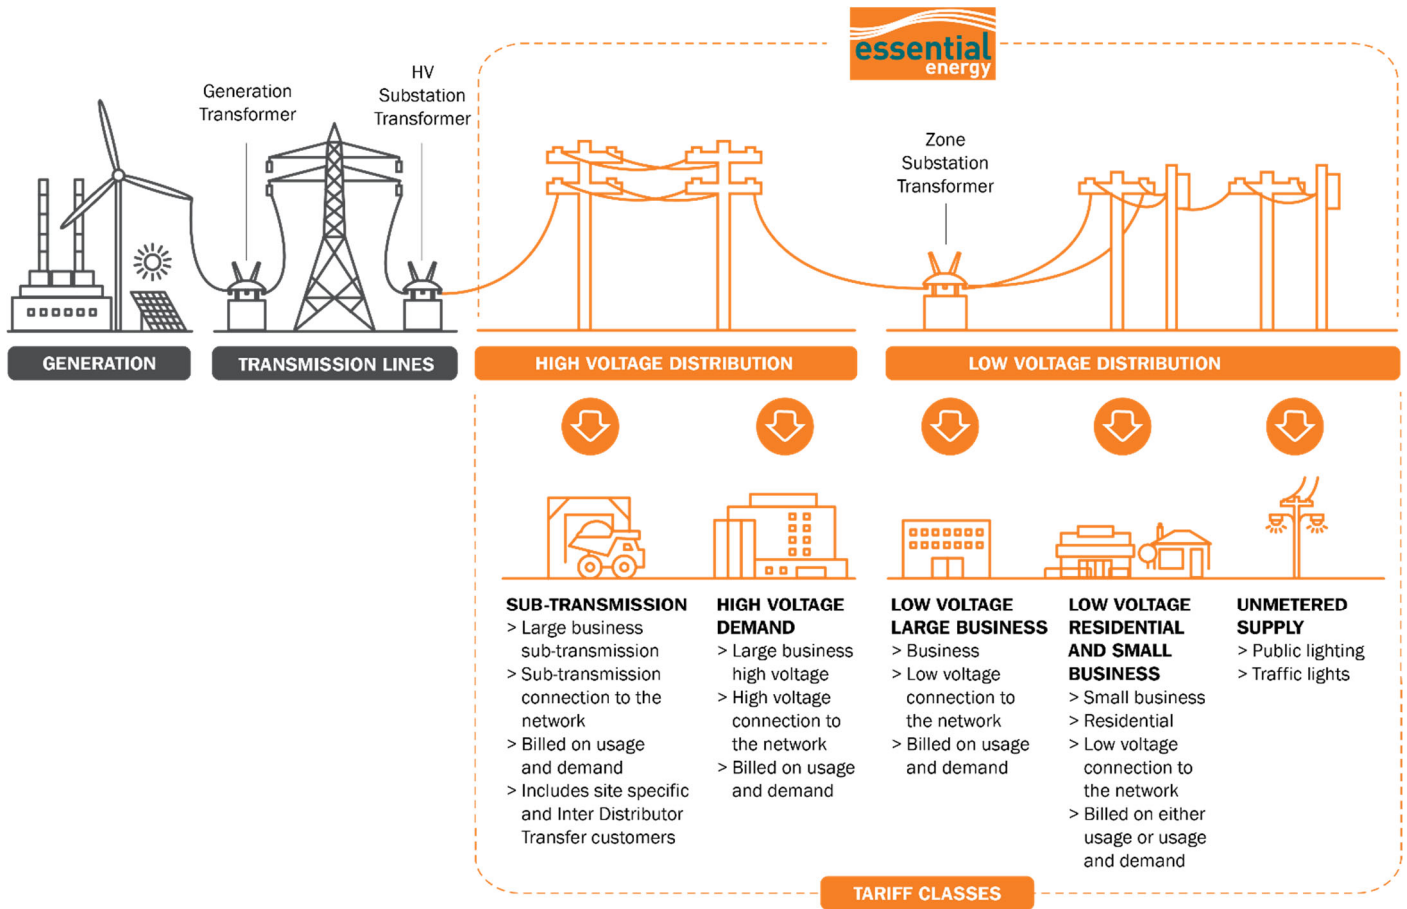 essential
energy
Generation
Transformer
HV
Substation
Transformer
Zone
Substation
Transformer
GENERATION
TRANSMISSION LINES
HIGH VOLTAGE DISTRIBUTION
LOW VOLTAGE DISTRIBUTION
SUB-TRANSMISSION
> Large business
sub-transmission
> Sub-transmission
connection to the
network
> Billed on usage
and demand
> Includes site specific
and Inter Distributor
Transfer customers
HIGH VOLTAGE
DEMAND
> Large business
high voltage
> High voltage
connection to
the network
> Billed on usage
and demand
LOW VOLTAGE
LARGE BUSINESS
> Business
> Low voltage
connection to
the network
> Billed on usage
and demand
LOW VOLTAGE
RESIDENTIAL
AND SMALL
BUSINESS
> Small business
> Residential
> Low voltage
connection to
the network
> Billed on either
usage or usage
and demand
UNMETERED
SUPPLY
> Public lighting
> Traffic lights
TARIFF CLASSES